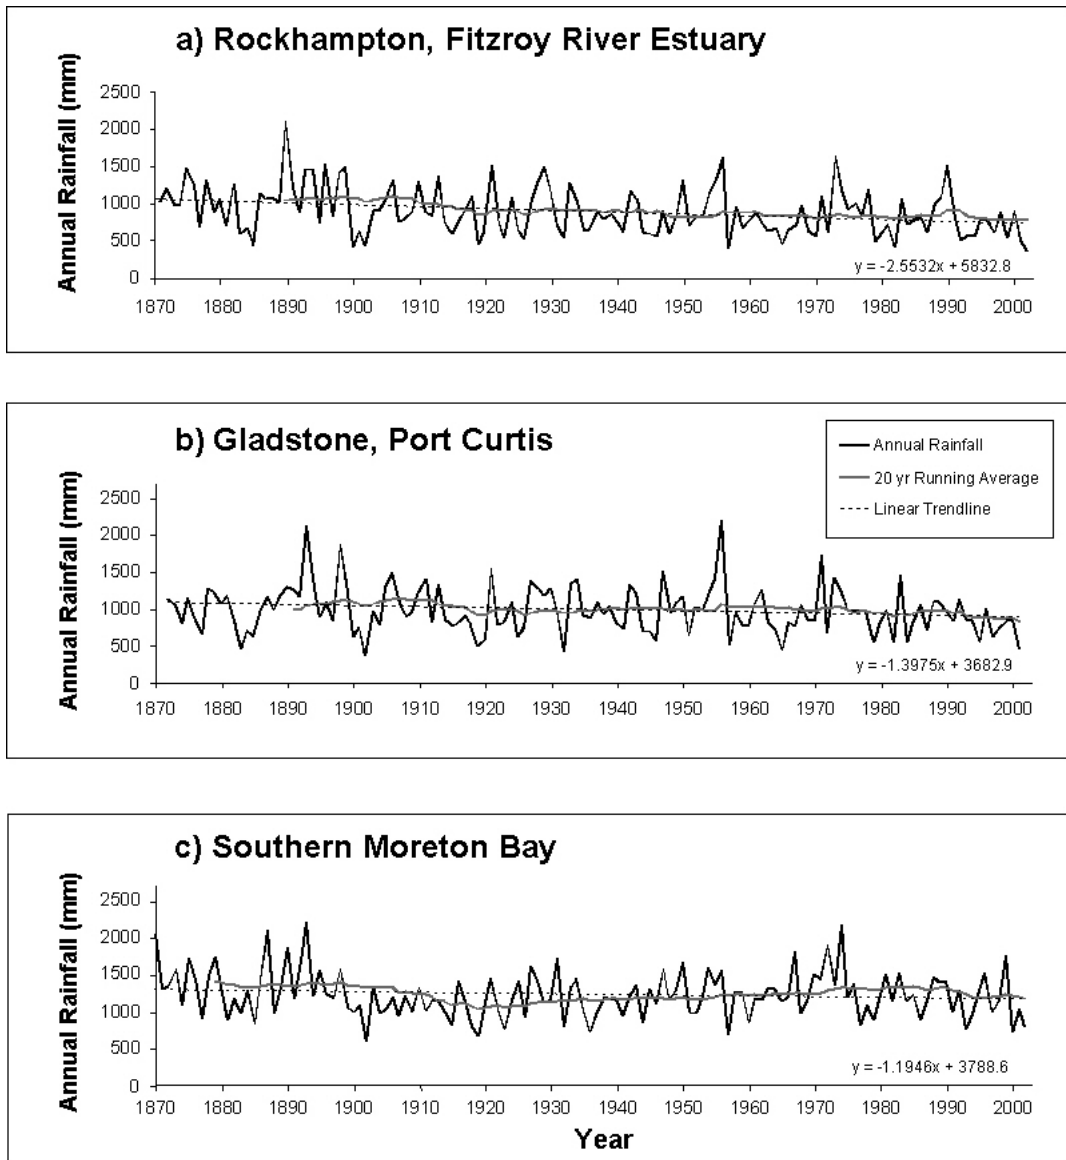 a) Rockhampton, Fitzroy River Estuary
Annual Rainfall (mm)
2500
2000
1500
1000
500
0
1870 1880 1890 1900 1910 1920 1930 1940 1950 1960 1970 1980 1990 2000
y = -2.5532x + 5832.8
b) Gladstone, Port Curtis
Annual Rainfall
20 yr Running Average
Linear Trendline
Annual Rainfall (mm)
2500
2000
1500
1000
500
0
1870 1880 1890 1900 1910 1920 1930 1940 1950 1960 1970 1980 1990 2000
y = -1.3975x + 3682.9
c) Southern Moreton Bay
Annual Rainfall (mm)
2500
2000
1500
1000
500
0
1870 1880 1890 1900 1910 1920 1930 1940 1950 1960 1970 1980 1990 2000
y = -1.1946x + 3788.6
Year